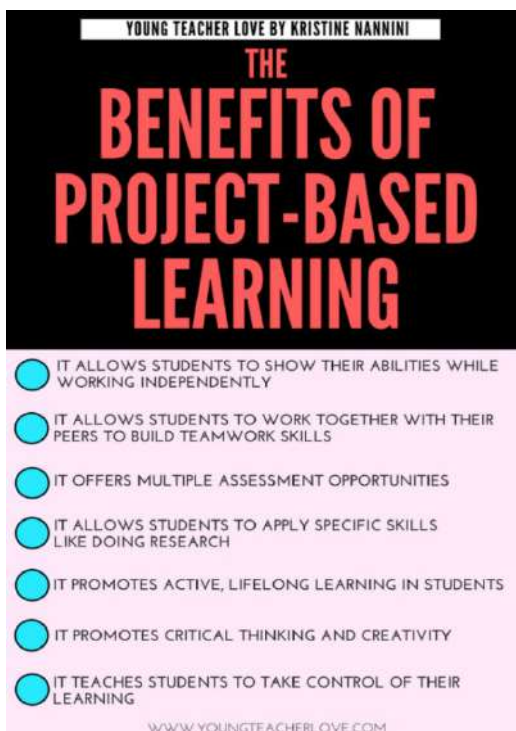 YOUNG TEACHER LOVE BY KRISTINE NANNINI
THE
BENEFITS OF
PROJECT-BASED
LEARNING
IT ALLOWS STUDENTS TO SHOW THEIR ABILITIES WHILE
WORKING INDEPENDENTLY
IT ALLOWS STUDENTS TO WORK TOGETHER WITH THEIR
PEERS TO BUILD TEAMWORK SKILLS
IT OFFERS MULTIPLE ASSESSMENT OPPORTUNITIES
IT ALLOWS STUDENTS TO APPLY SPECIFIC SKILLS
LIKE DOING RESEARCH
IT PROMOTES ACTIVE, LIFELONG LEARNING IN STUDENTS
IT PROMOTES CRITICAL THINKING AND CREATIVITY
IT TEACHES STUDENTS TO TAKE CONTROL OF THEIR
LEARNING
WWW.YOUNGTEACHERLOVE.COM